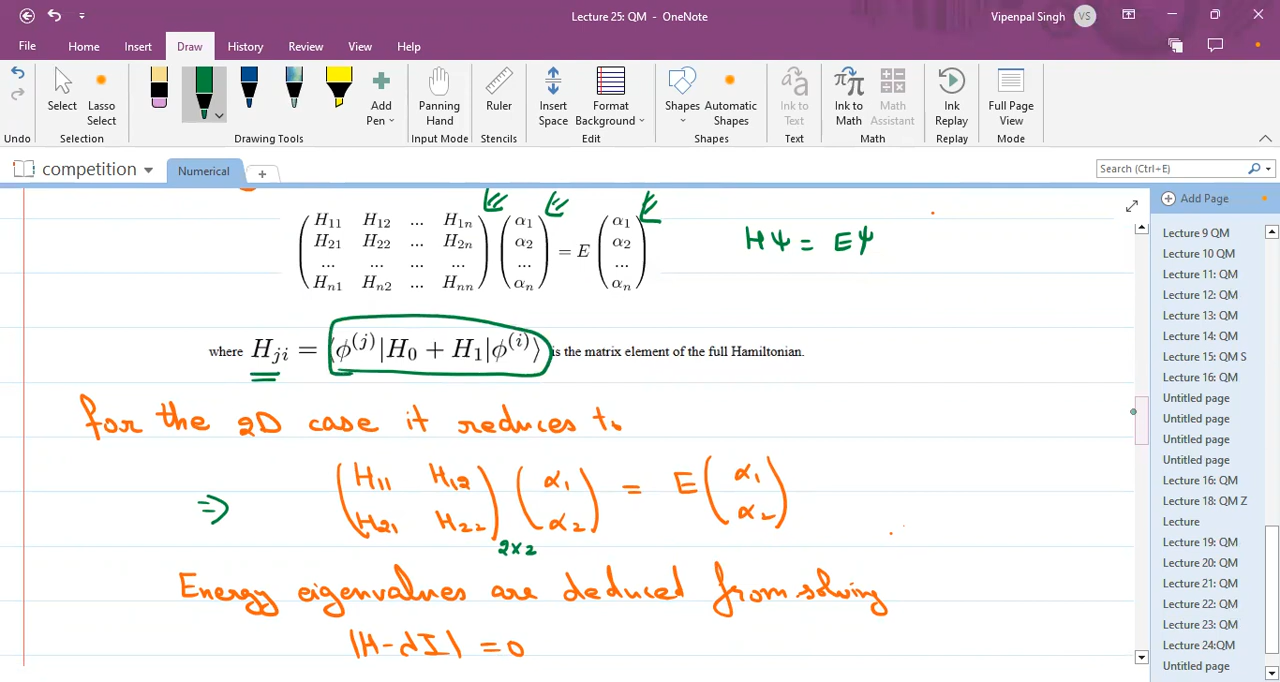 Lecture 25: QM - OneNote
Vipenpal Singh VS
File Home Insert Draw History Review View Help
Select Lasso Select Add Pen Panning Hand Ruler Insert Space Format Background Shapes Automatic Shapes Ink to Text Ink to Math Math Assistant Ink Replay Full Page View
Undo Selection Drawing Tools Input Mode Stencils Edit Shapes Text Math Replay Mode
competition Numerical + Search (Ctrl+E)
Add Page
H11 H12 ... H1n α1 α1
H21 H22 ... H2n α2 = E α2
... ... ... ... ... ...
Hn1 Hn2 ... Hnn αn αn
Hψ = Eψ
where Hji = ⟨ϕ(j)|H0 + H1|ϕ(i)⟩ is the matrix element of the full Hamiltonian.
for the 2D case it reduces to
⇒ H11 H12 α1 = E α1
H21 H22 α2 α2
2×2
Energy eigenvalues are deduced from solving
|H-λI| = 0
Lecture 9 QM
Lecture 10 QM
Lecture 11: QM
Lecture 12: QM
Lecture 13: QM
Lecture 14: QM
Lecture 15: QM S
Lecture 16: QM
Untitled page
Untitled page
Untitled page
Untitled page
Lecture 16: QM
Lecture 18: QM Z
Lecture
Lecture 19: QM
Lecture 20: QM
Lecture 21: QM
Lecture 22: QM
Lecture 23: QM
Lecture 24:QM
Untitled page